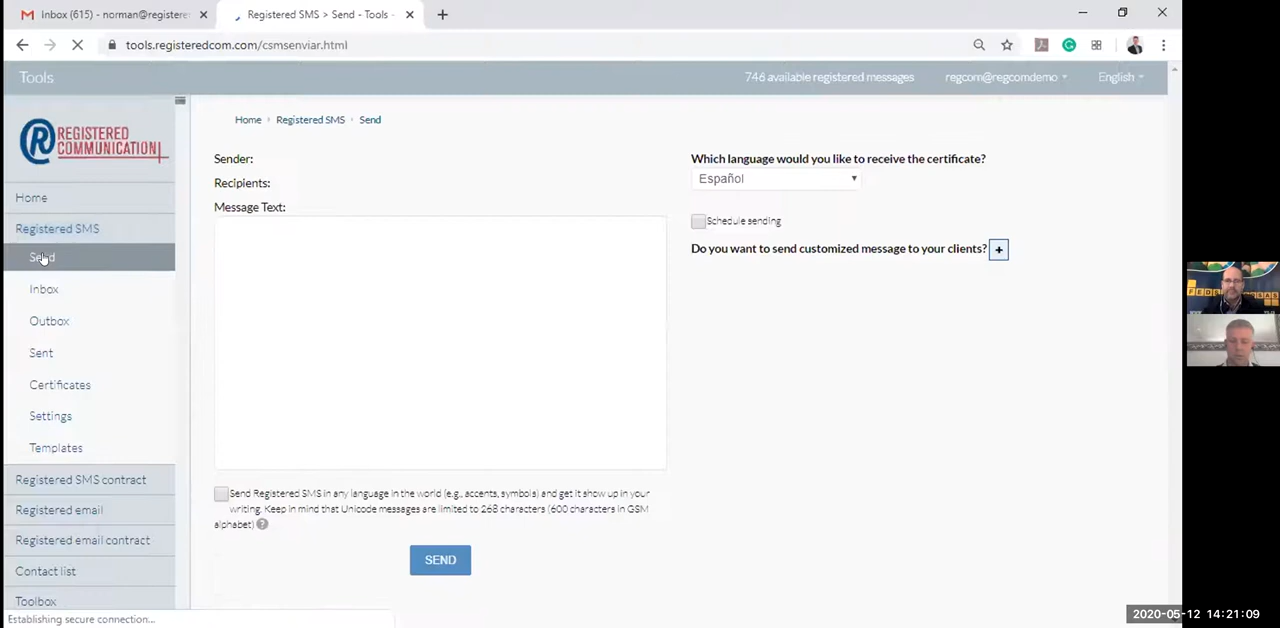 Inbox (615) - norman@registere
Registered SMS > Send - Tools -
tools.registeredcom.com/csmsenviar.html
Tools
746 available registered messages
regcom@regcomdemo
English
REGISTERED
COMMUNICATION
Home
Registered SMS
Send
Inbox
Outbox
Sent
Certificates
Settings
Templates
Registered SMS contract
Registered email
Registered email contract
Contact list
Toolbox
Establishing secure connection...
Home > Registered SMS > Send
Sender:
Recipients:
Message Text:
Send Registered SMS in any language in the world (e.g., accents, symbols) and get it show up in your
writing. Keep in mind that Unicode messages are limited to 268 characters (600 characters in GSM
alphabet) ?
SEND
Which language would you like to receive the certificate?
Español
Schedule sending
Do you want to send customized message to your clients? +
2020-05-12 14:21:09